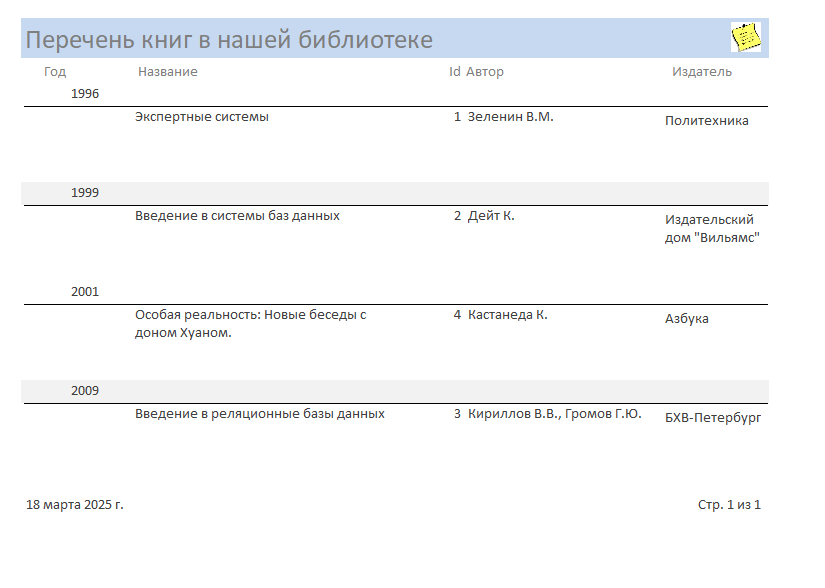 Перечень книг в нашей библиотеке
Год Название Id Автор Издатель
1996
Экспертные системы 1 Зеленин В.М. Политехника
1999
Введение в системы баз данных 2 Дейт К. Издательский
дом "Вильямс"
2001
Особая реальность: Новые беседы с 4 Кастанеда К. Азбука
доном Хуаном.
2009
Введение в реляционные базы данных 3 Кириллов В.В., Громов Г.Ю. БХВ-Петербург
18 марта 2025 г. Стр. 1 из 1